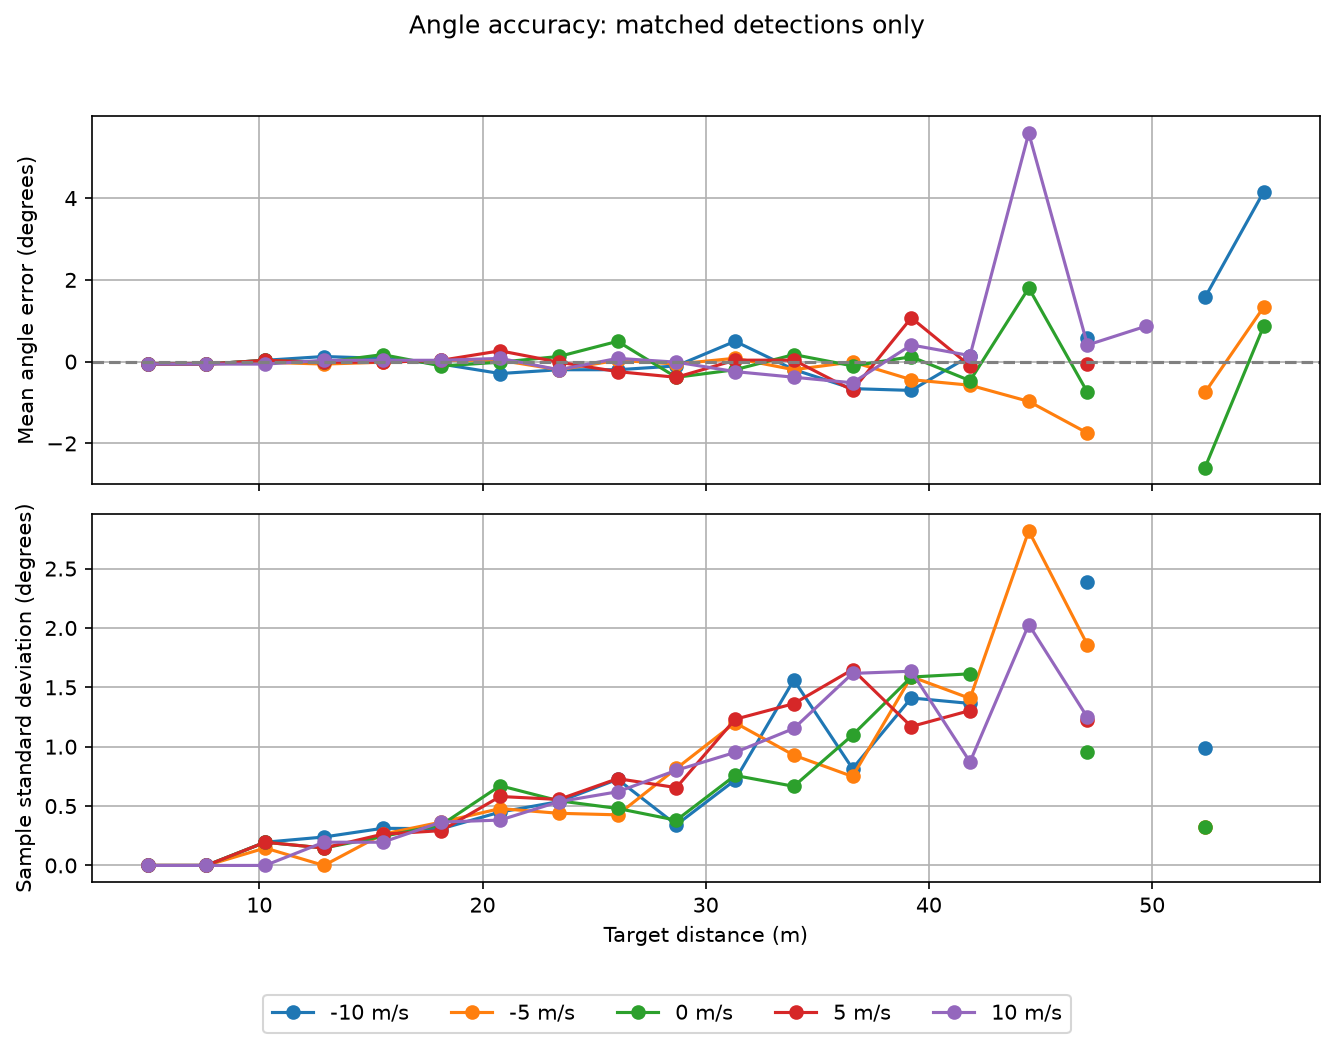 Angle accuracy: matched detections only
Mean angle error (degrees)
4
2
0
−2
Sample standard deviation (degrees)
2.5
2.0
1.5
1.0
0.5
0.0
10 20 30 40 50
Target distance (m)
-10 m/s -5 m/s 0 m/s 5 m/s 10 m/s